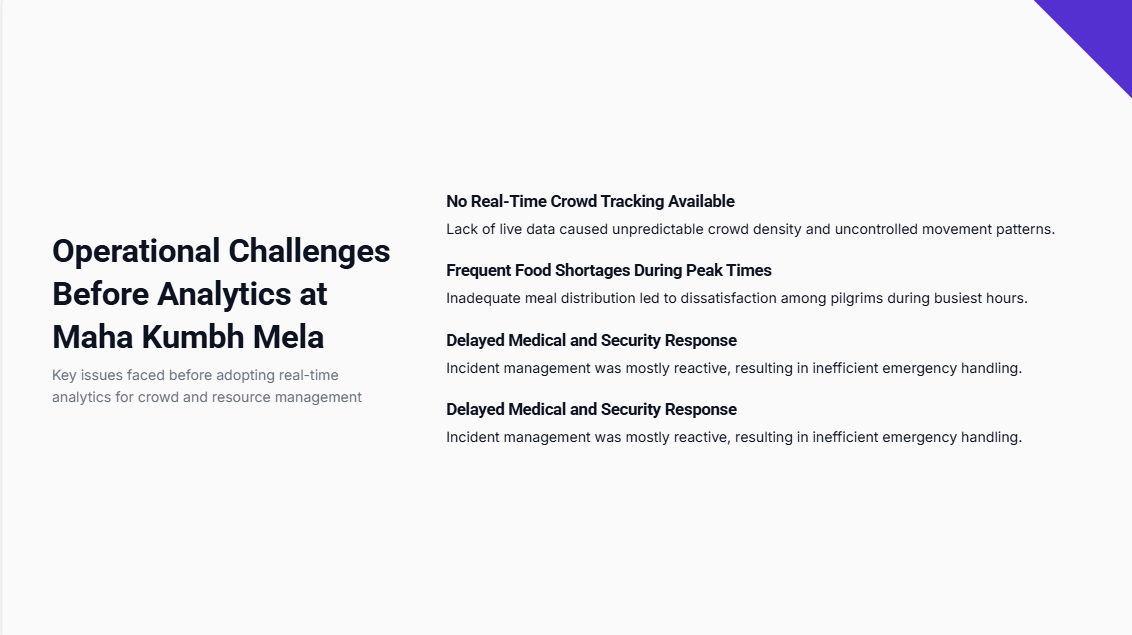 Operational Challenges
Before Analytics at
Maha Kumbh Mela
Key issues faced before adopting real-time
analytics for crowd and resource management
No Real-Time Crowd Tracking Available
Lack of live data caused unpredictable crowd density and uncontrolled movement patterns.
Frequent Food Shortages During Peak Times
Inadequate meal distribution led to dissatisfaction among pilgrims during busiest hours.
Delayed Medical and Security Response
Incident management was mostly reactive, resulting in inefficient emergency handling.
Delayed Medical and Security Response
Incident management was mostly reactive, resulting in inefficient emergency handling.